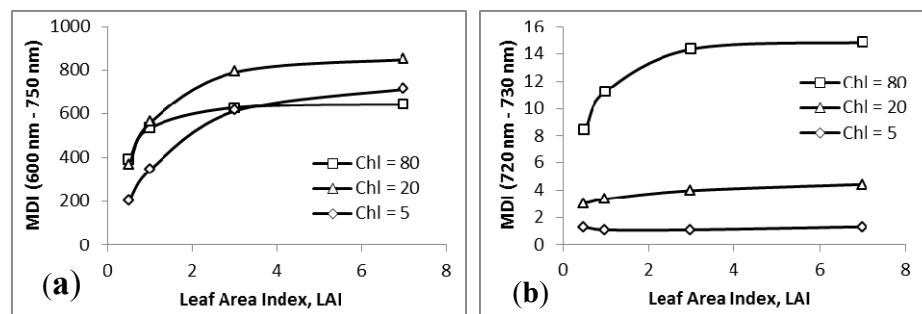 1000
800
600
400
200
0
MDI (600 nm - 750 nm)
Chl = 80
Chl = 20
Chl = 5
0 2 4 6 8
Leaf Area Index, LAI
(a)
16
14
12
10
8
6
4
2
0
MDI (720 nm - 730 nm)
Chl = 80
Chl = 20
Chl = 5
0 2 4 6 8
Leaf Area Index, LAI
(b)